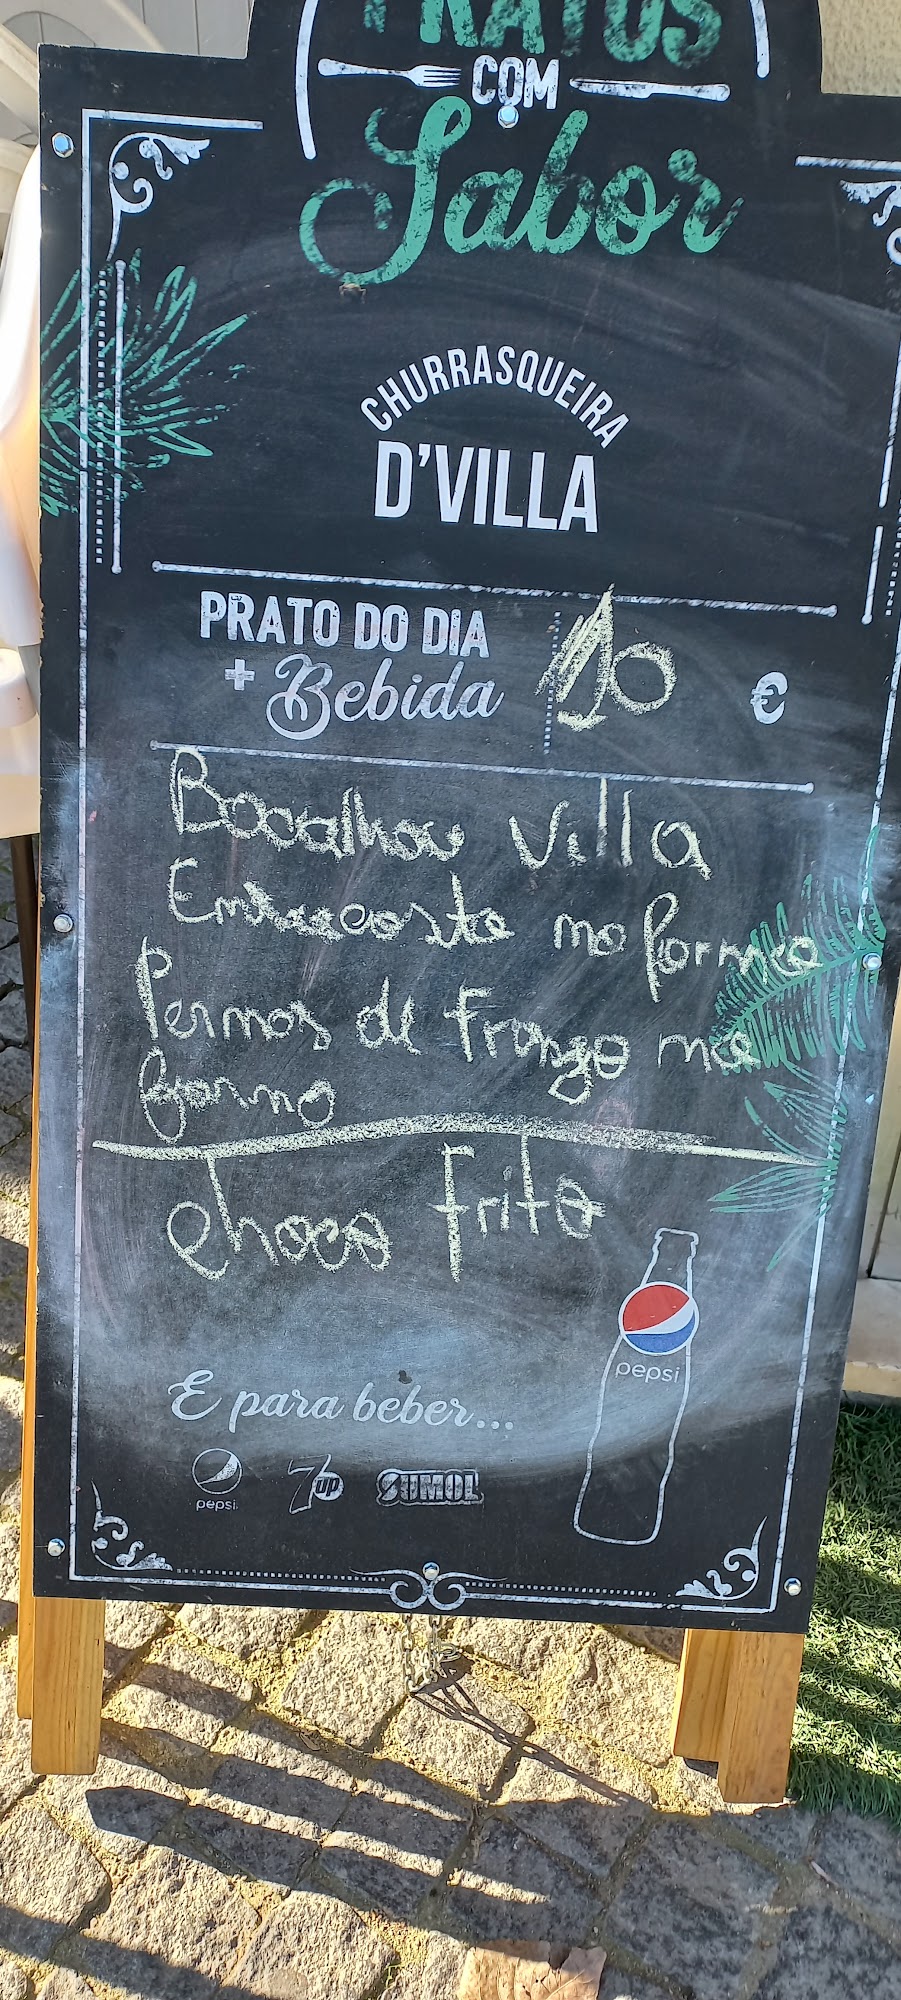 PRATOS
COM
Sabor
CHURRASQUEIRA
D'VILLA
PRATO DO DIA
+ Bebida
10 €
Bacalhau Villa
Entrecosto no Forno
Pernas de Frango no
Forno
Choco Frito
pepsi
E para beber...
pepsi 7up SUMOL